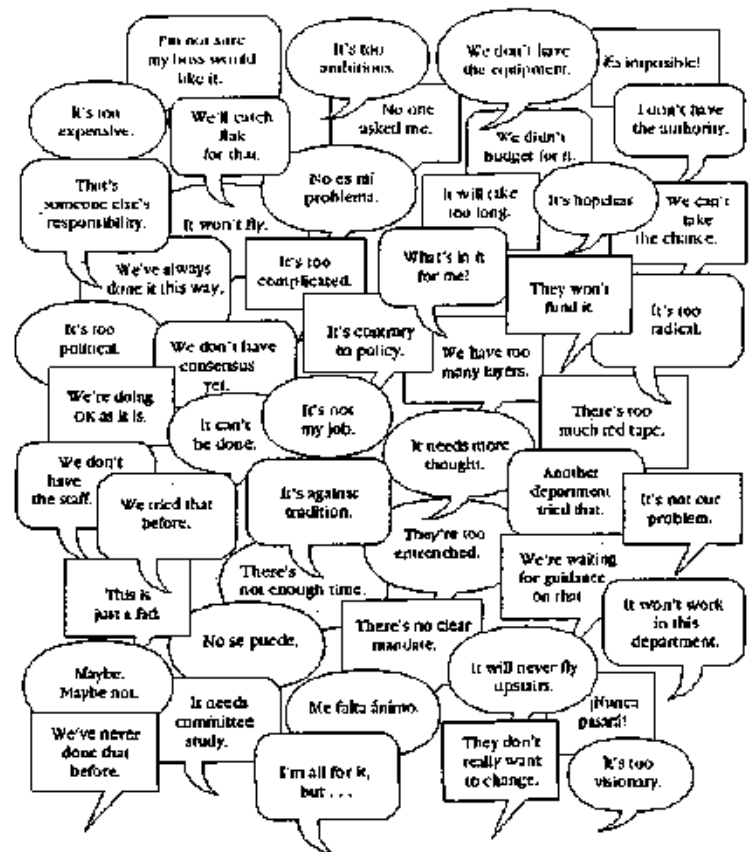 I'm not sure
my boss would
like it.
It's too
ambitious.
We don't have
the equipment.
¡Es imposible!
It's too
expensive.
We'll catch
flak
for that.
No one
asked me.
We didn't
budget for it.
I don't have
the authority.
That's
someone else's
responsibility.
It won't fly.
No es mi
problema.
It will take
too long.
It's hopeless
We can't
take
the chance.
We've always
done it this way.
It's too
complicated.
What's in it
for me?
They won't
fund it.
It's too
radical.
It's too
political.
We don't have
consensus
yet.
It's contrary
to policy.
We have too
many layers.
We're doing
OK as it is.
It can't
be done.
It's not
my job.
It needs more
thought.
There's too
much red tape.
We don't
have
the staff.
We tried that
before.
It's against
tradition.
They're too
entrenched.
Another
department
tried that.
It's not our
problem.
This is
just a fad.
There's
not enough time.
We're waiting
for guidance
on that
It won't work
in this
department.
No se puede.
There's no clear
mandate.
It will never fly
upstairs.
Maybe.
Maybe not.
It needs
committee
study.
Me falta ánimo.
¡Nunca
pasará!
We've never
done that
before.
I'm all for it,
but . . .
They don't
really want
to change.
It's too
visionary.